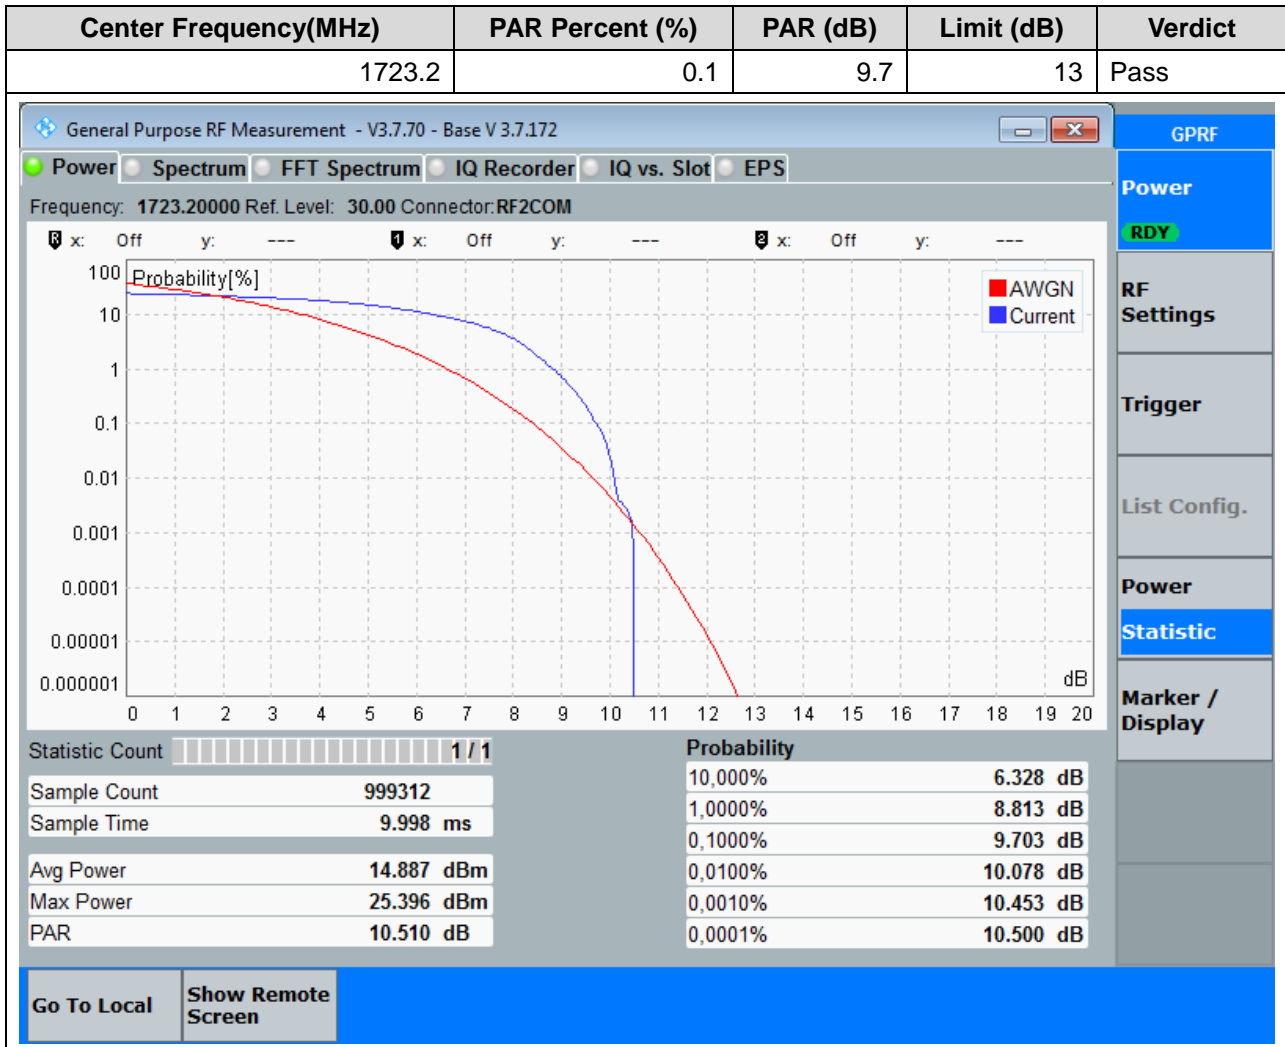 Center Frequency(MHz) PAR Percent (%) PAR (dB) Limit (dB) Verdict
1723.2 0.1 9.7 13 Pass
General Purpose RF Measurement - V3.7.70 - Base V 3.7.172
GPRF
Power Spectrum FFT Spectrum IQ Recorder IQ vs. Slot EPS
Frequency: 1723.20000 Ref. Level: 30.00 Connector:RF2COM
R x: Off y: --- 1 x: Off y: --- 2 x: Off y: ---
Probability[%]
AWGN
Current
100
10
1
0.1
0.01
0.001
0.0001
0.00001
0.000001
dB
0 1 2 3 4 5 6 7 8 9 10 11 12 13 14 15 16 17 18 19 20
Statistic Count 1 / 1
Sample Count 999312
Sample Time 9.998 ms
Avg Power 14.887 dBm
Max Power 25.396 dBm
PAR 10.510 dB
Probability
10,000% 6.328 dB
1,0000% 8.813 dB
0,1000% 9.703 dB
0,0100% 10.078 dB
0,0010% 10.453 dB
0,0001% 10.500 dB
Power
RDY
RF
Settings
Trigger
List Config.
Power
Statistic
Marker /
Display
Go To Local
Show Remote
Screen